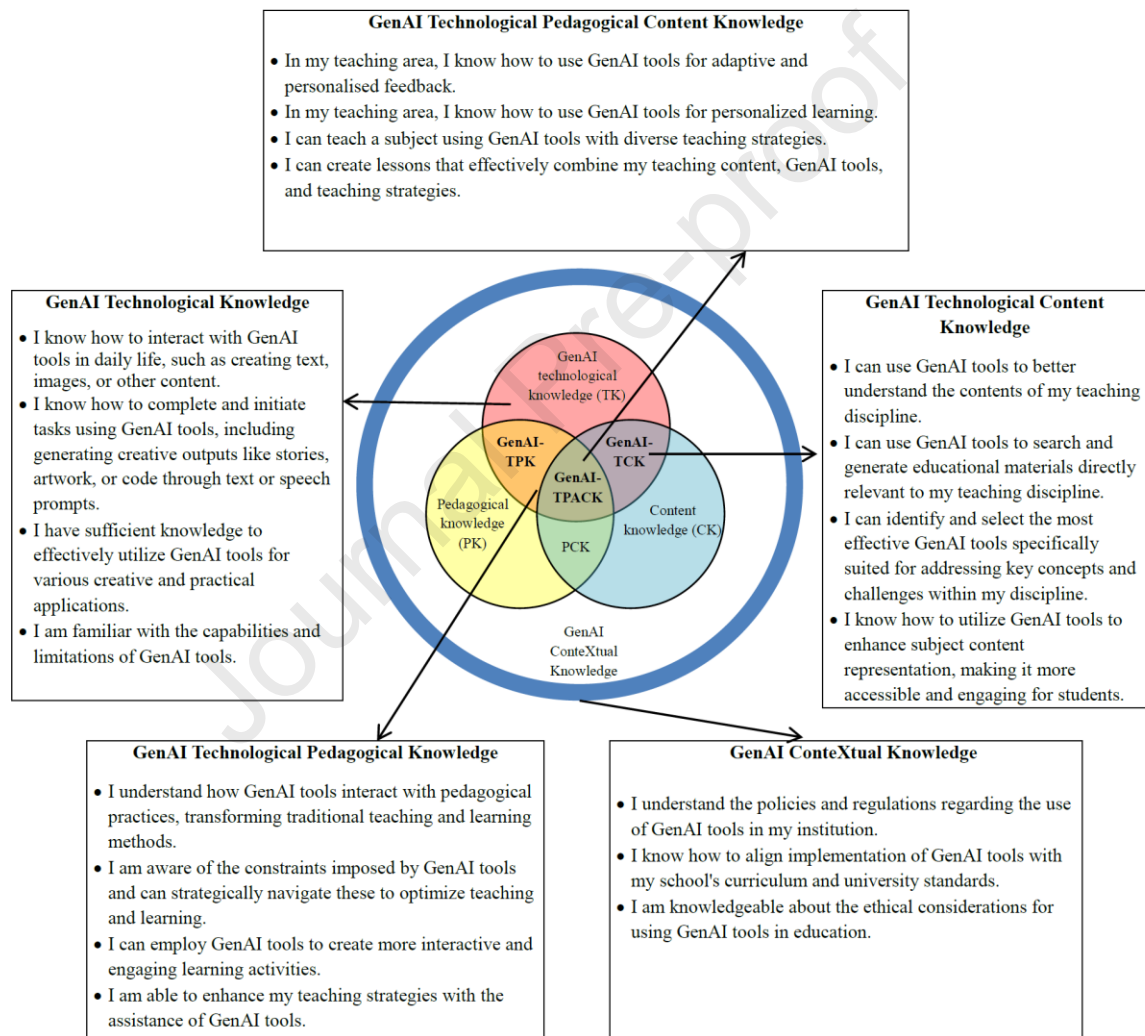 GenAI Technological Pedagogical Content Knowledge
• In my teaching area, I know how to use GenAI tools for adaptive and
personalised feedback.
• In my teaching area, I know how to use GenAI tools for personalized learning.
• I can teach a subject using GenAI tools with diverse teaching strategies.
• I can create lessons that effectively combine my teaching content, GenAI tools,
and teaching strategies.
GenAI Technological Knowledge
• I know how to interact with GenAI
tools in daily life, such as creating text,
images, or other content.
• I know how to complete and initiate
tasks using GenAI tools, including
generating creative outputs like stories,
artwork, or code through text or speech
prompts.
• I have sufficient knowledge to
effectively utilize GenAI tools for
various creative and practical
applications.
• I am familiar with the capabilities and
limitations of GenAI tools.
GenAI
technological
knowledge (TK)
GenAI-
TPK
GenAI-
TCK
GenAI-
TPACK
Pedagogical
knowledge
(PK)
Content
knowledge (CK)
PCK
GenAI
ConteXtual
Knowledge
GenAI Technological Content
Knowledge
• I can use GenAI tools to better
understand the contents of my teaching
discipline.
• I can use GenAI tools to search and
generate educational materials directly
relevant to my teaching discipline.
• I can identify and select the most
effective GenAI tools specifically
suited for addressing key concepts and
challenges within my discipline.
• I know how to utilize GenAI tools to
enhance subject content
representation, making it more
accessible and engaging for students.
GenAI Technological Pedagogical Knowledge
• I understand how GenAI tools interact with pedagogical
practices, transforming traditional teaching and learning
methods.
• I am aware of the constraints imposed by GenAI tools
and can strategically navigate these to optimize teaching
and learning.
• I can employ GenAI tools to create more interactive and
engaging learning activities.
• I am able to enhance my teaching strategies with the
assistance of GenAI tools.
GenAI ConteXtual Knowledge
• I understand the policies and regulations regarding the use
of GenAI tools in my institution.
• I know how to align implementation of GenAI tools with
my school's curriculum and university standards.
• I am knowledgeable about the ethical considerations for
using GenAI tools in education.
Journal Pre-proof